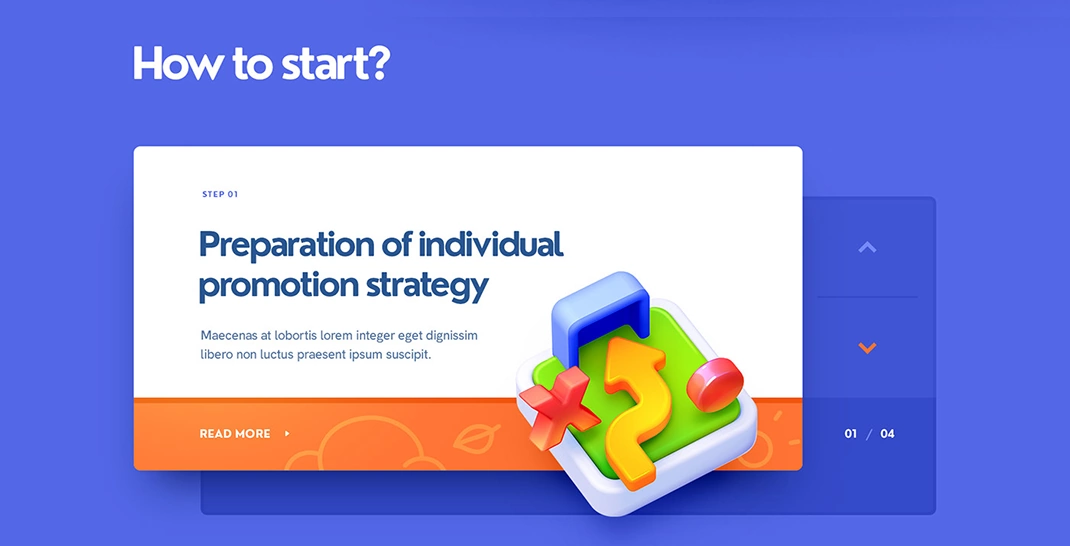 How to start?
STEP 01
Preparation of individual
promotion strategy
Maecenas at lobortis lorem integer eget dignissim
libero non luctus praesent ipsum suscipit.
READ MORE
01 / 04